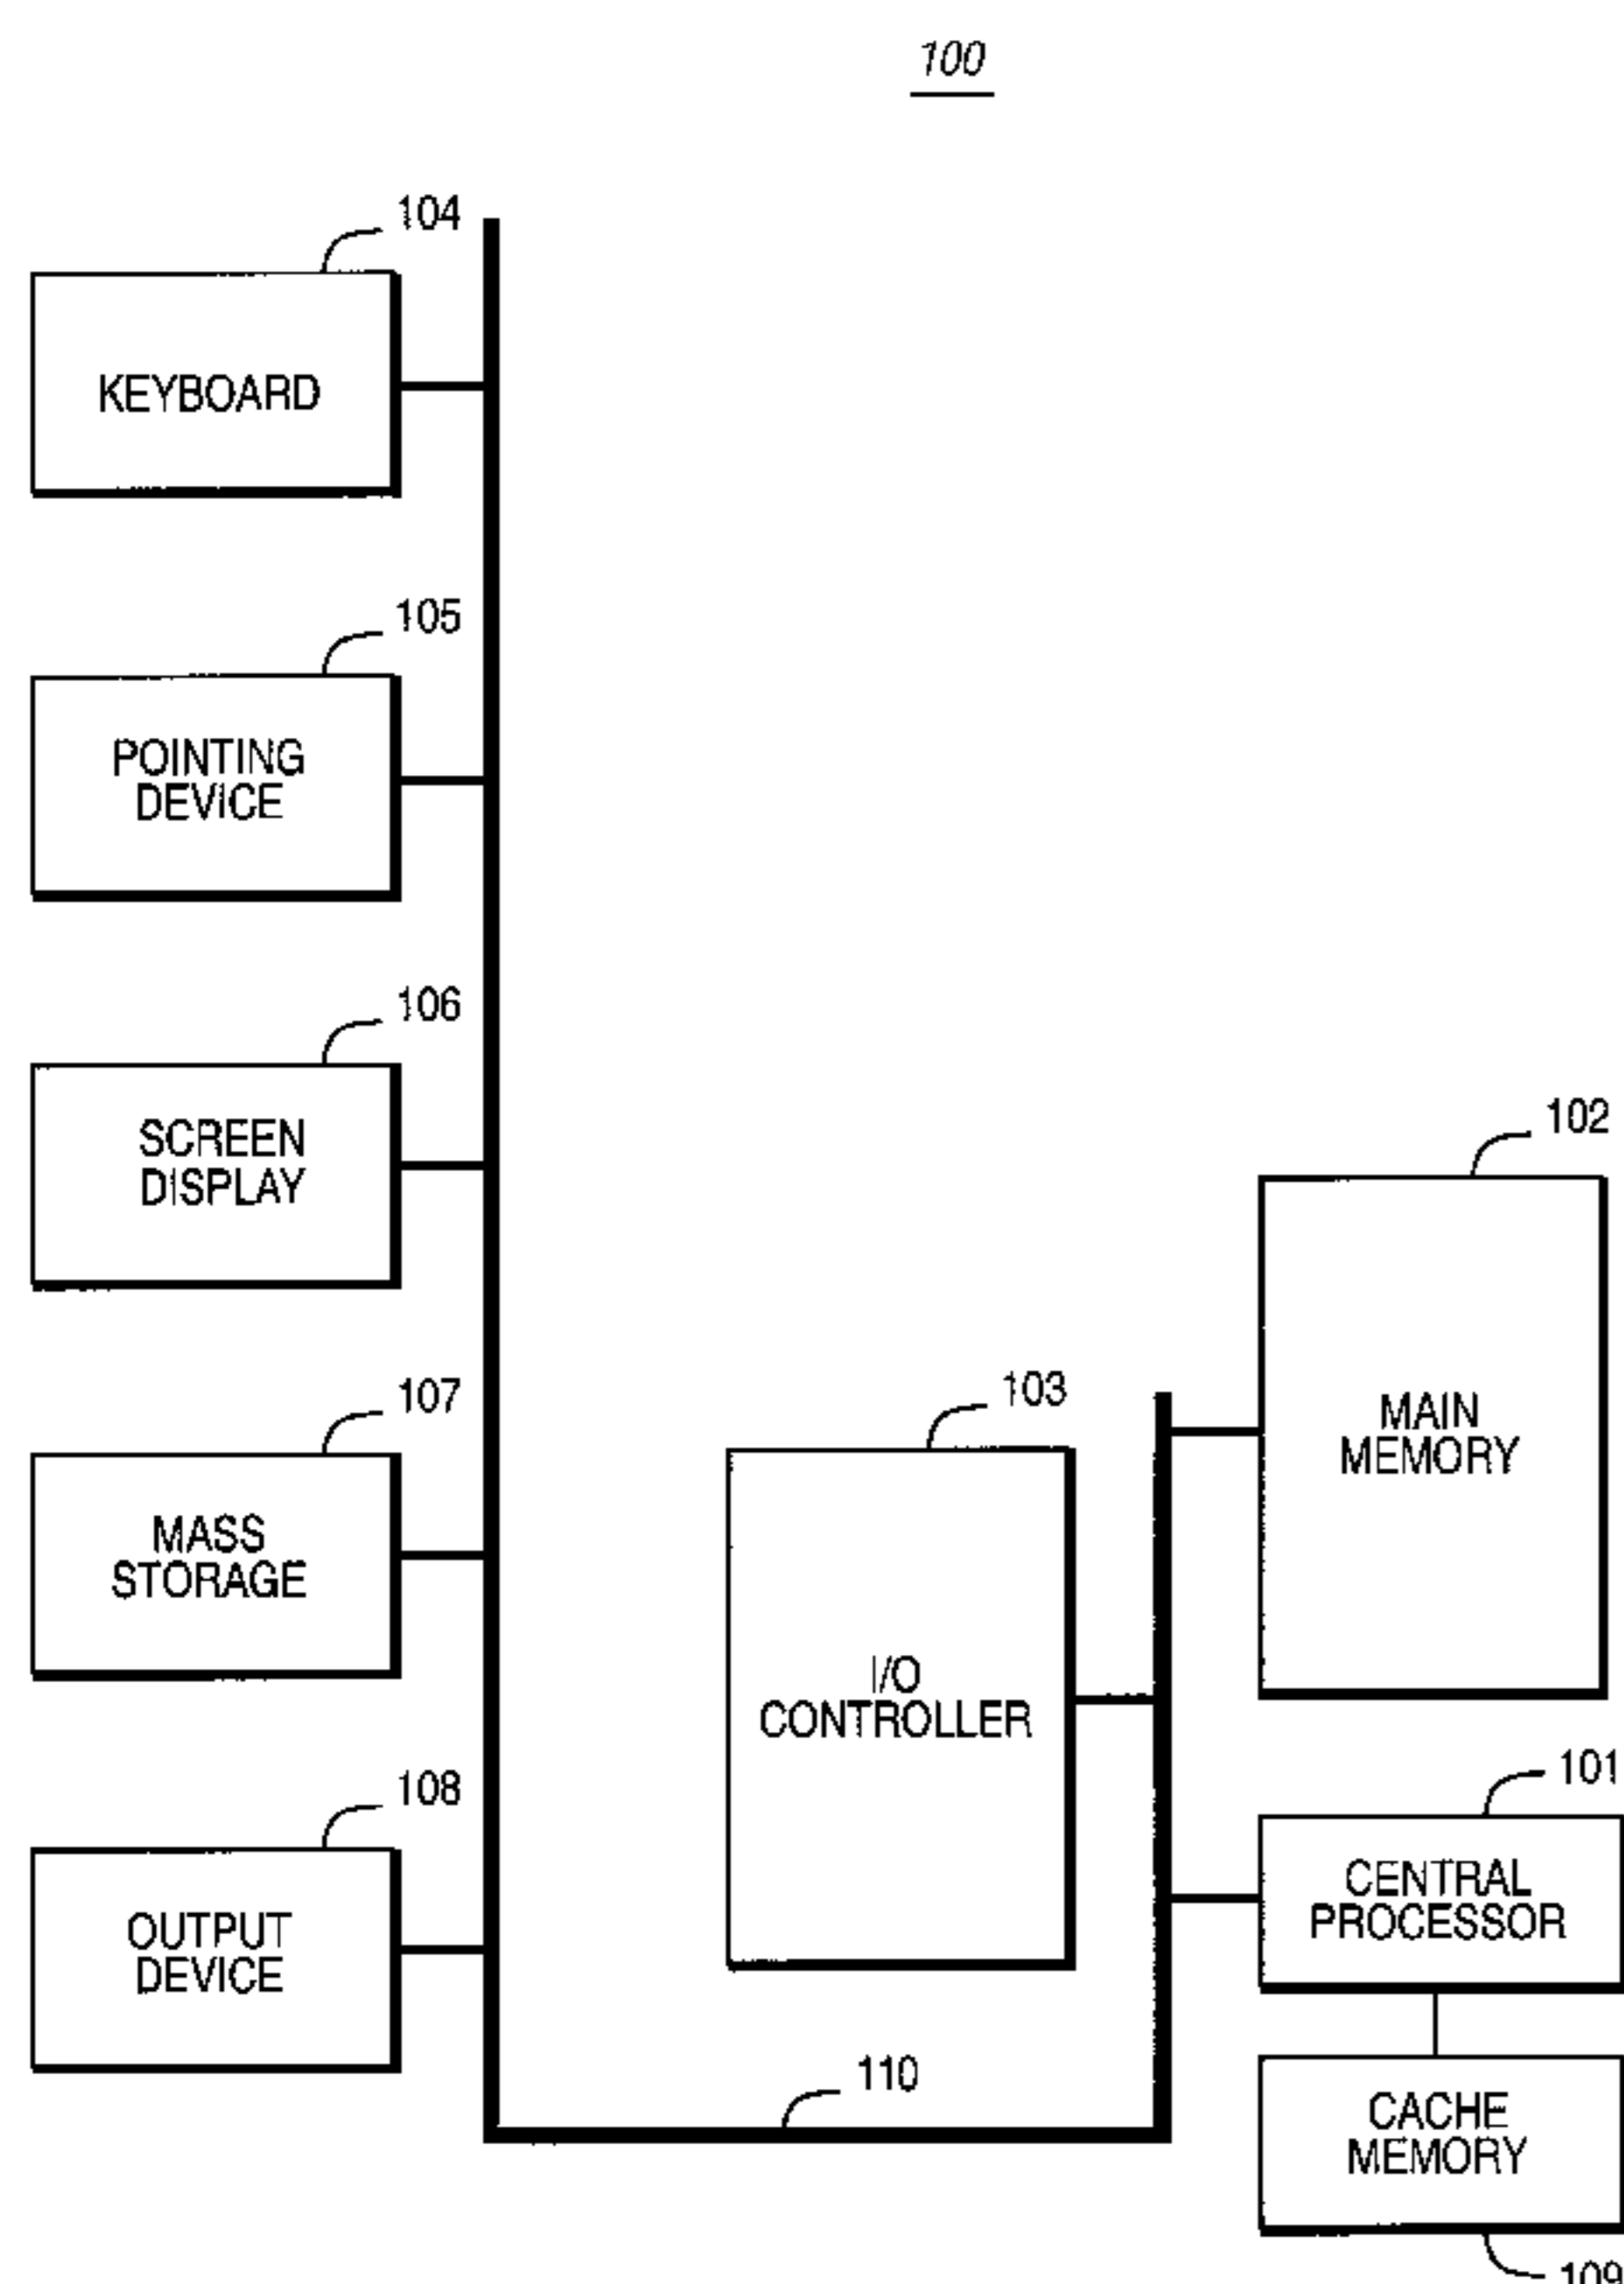 100
104
KEYBOARD
105
POINTING
DEVICE
106
SCREEN
DISPLAY
107
MASS
STORAGE
108
OUTPUT
DEVICE
103
I/O
CONTROLLER
102
MAIN
MEMORY
101
CENTRAL
PROCESSOR
110
CACHE
MEMORY
109